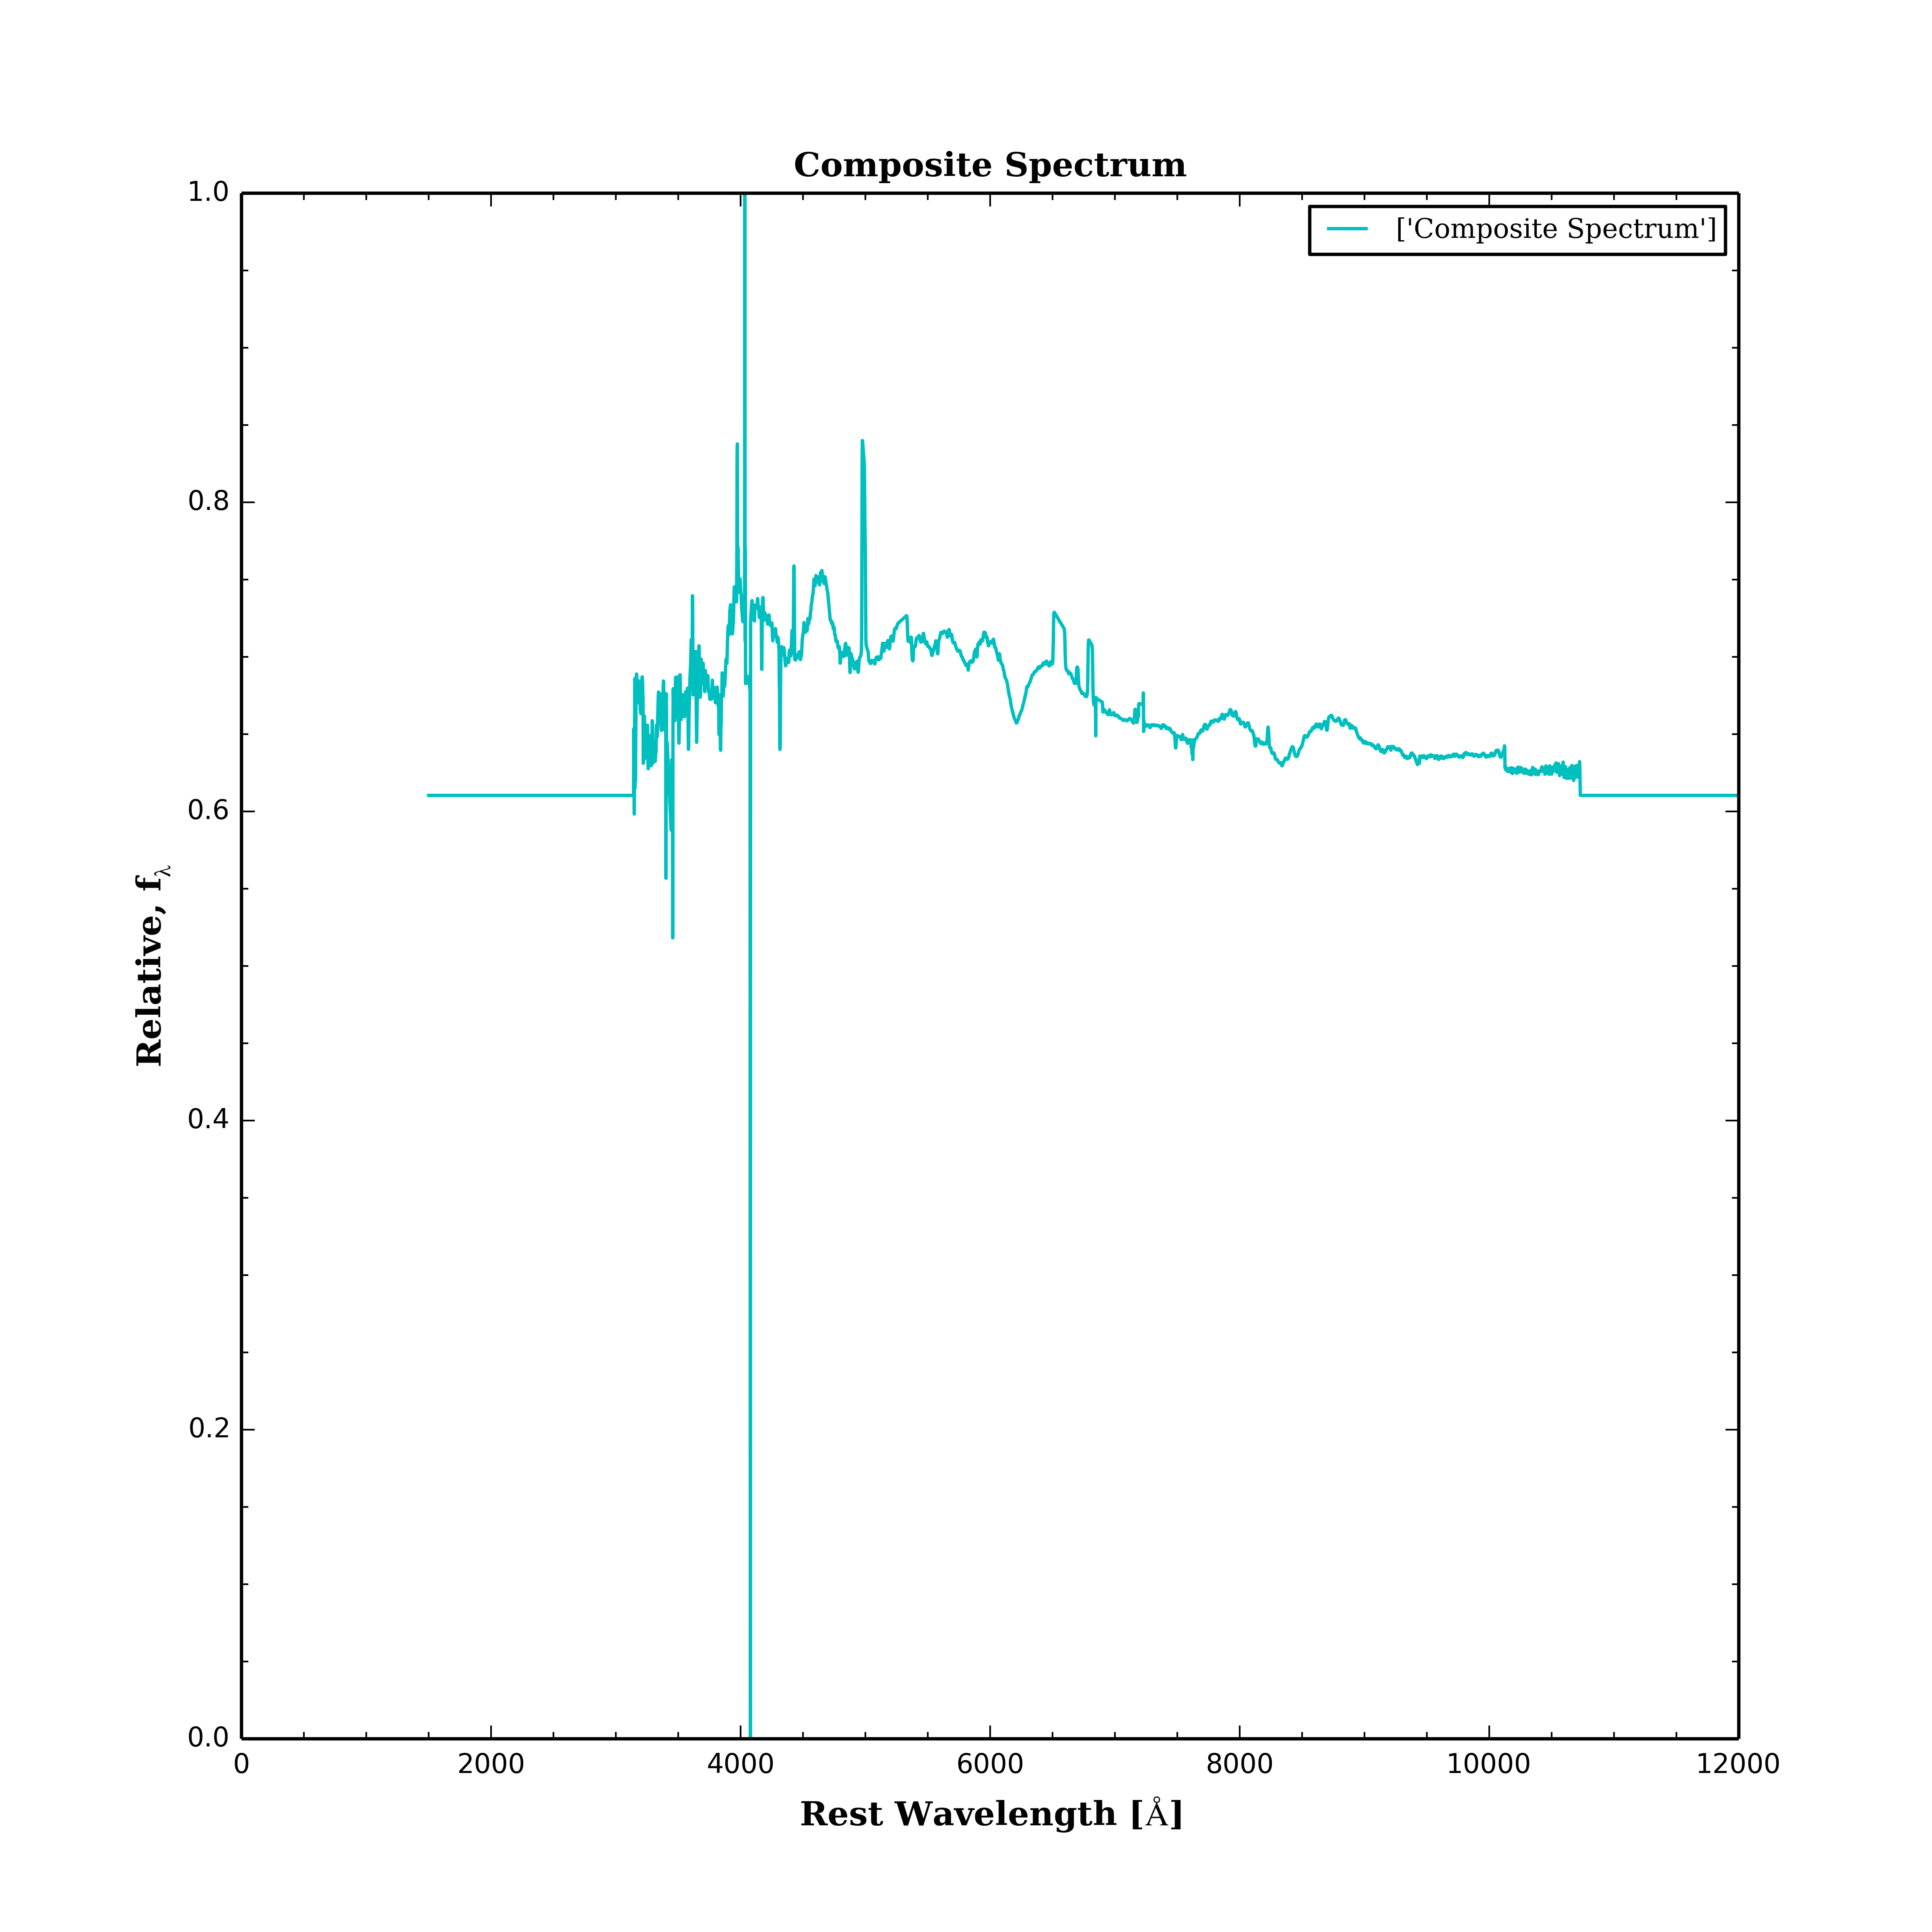 Composite Spectrum
['Composite Spectrum']
1.0
0.8
0.6
0.4
0.2
0.0
Relative, fλ
0 2000 4000 6000 8000 10000 12000
Rest Wavelength [Å]